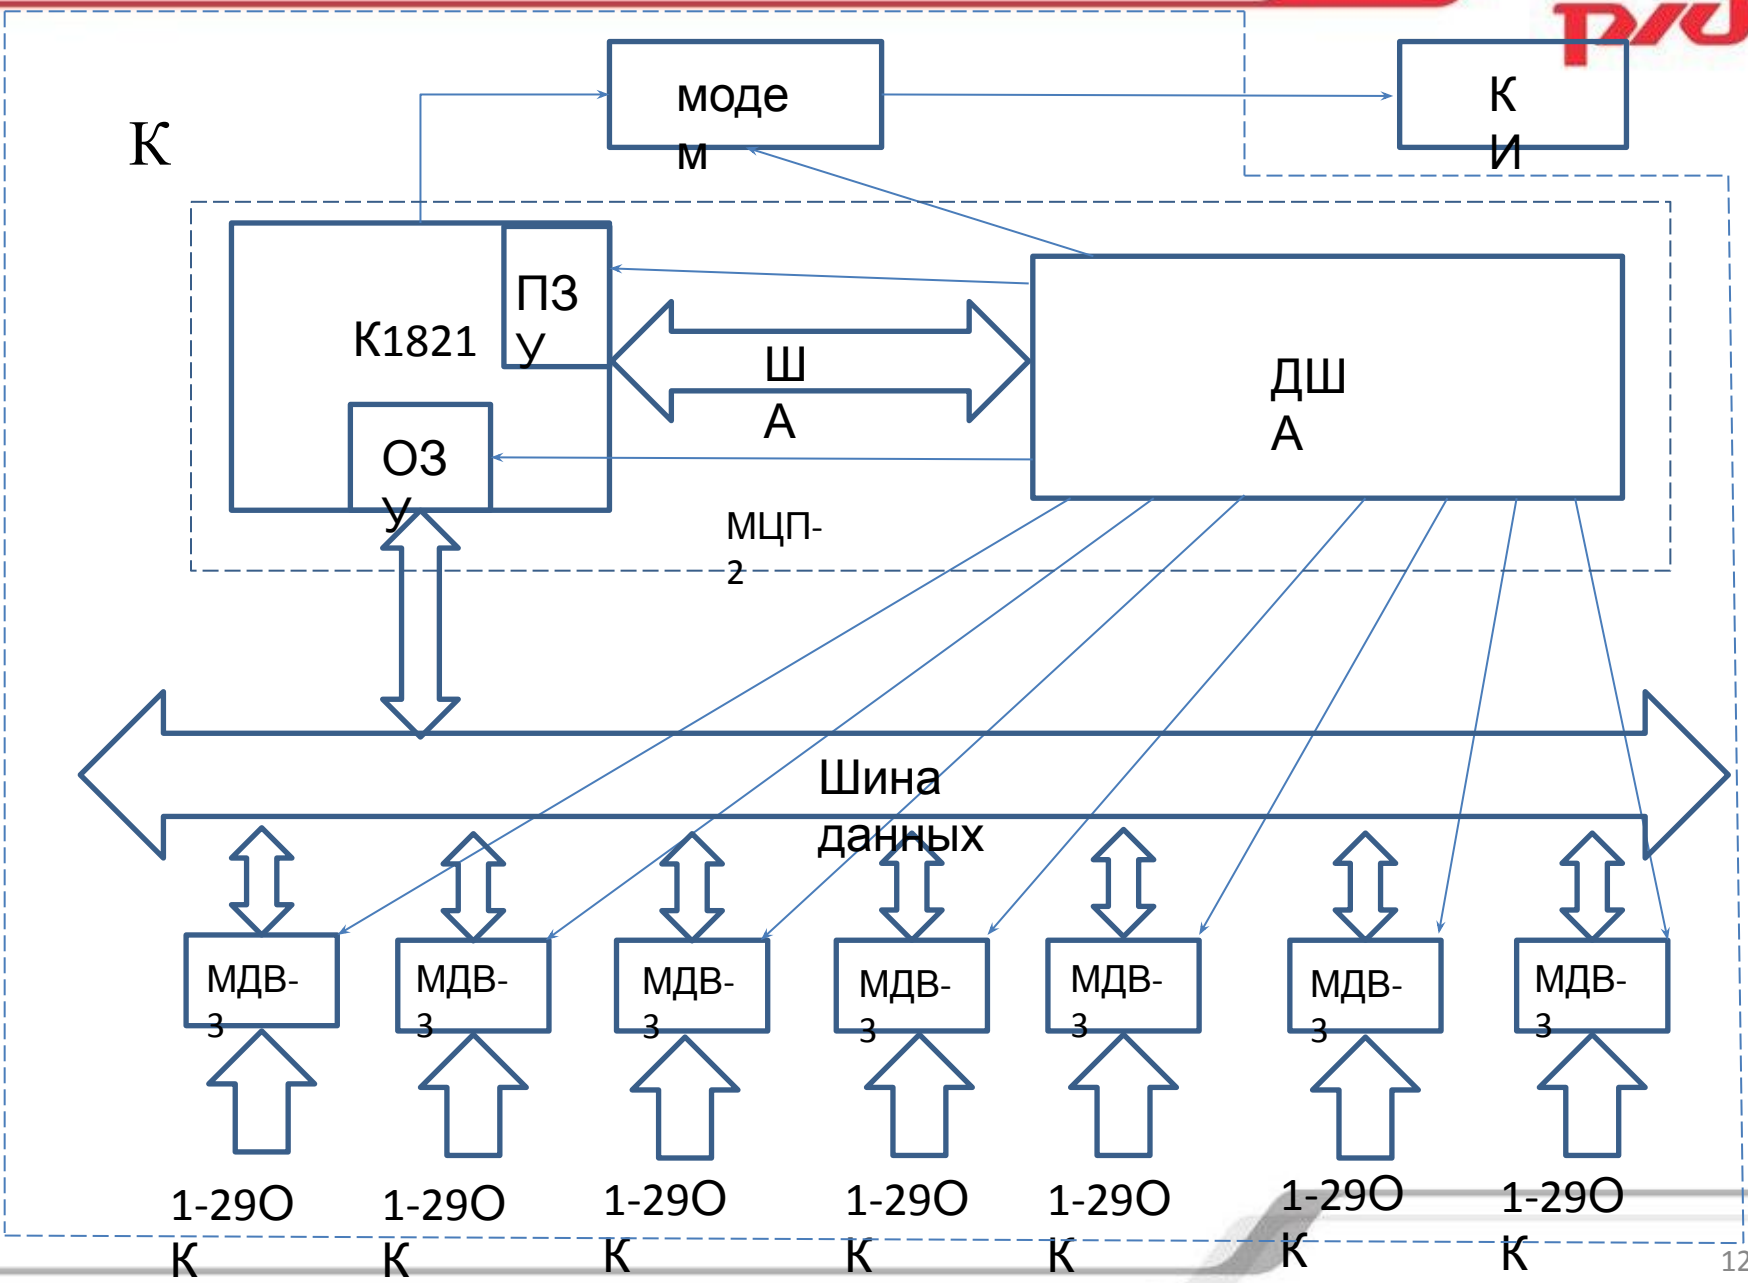 К
моде
м
К
И
ПЗ
У
К1821
Ш
А
ДШ
А
ОЗ
У
МЦП-
2
Шина
данных
МДВ-
3
МДВ-
3
МДВ-
3
МДВ-
3
МДВ-
3
МДВ-
3
МДВ-
3
1-29О
К
1-29О
К
1-29О
К
1-29О
К
1-29О
К
1-29О
К
1-29О
К
12